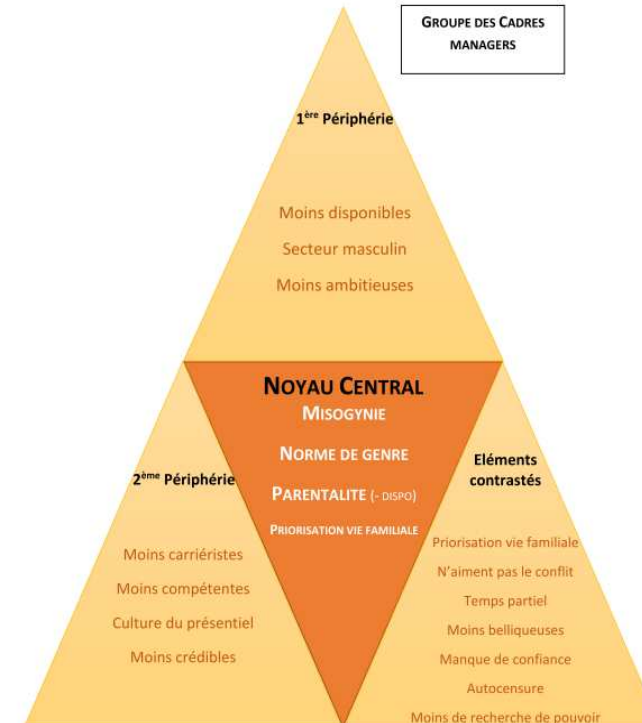 GROUPE DES CADRES
MANAGERS
1ère Périphérie
Moins disponibles
Secteur masculin
Moins ambitieuses
NOYAU CENTRAL
MISOGYNIE
NORME DE GENRE
PARENTALITE (- DISPO)
PRIORISATION VIE FAMILIALE
2ème Périphérie
Moins carriéristes
Moins compétentes
Culture du présentiel
Moins crédibles
Eléments
contrastés
Priorisation vie familiale
N'aiment pas le conflit
Temps partiel
Moins belliqueuses
Manque de confiance
Autocensure
Moins de recherche de pouvoir